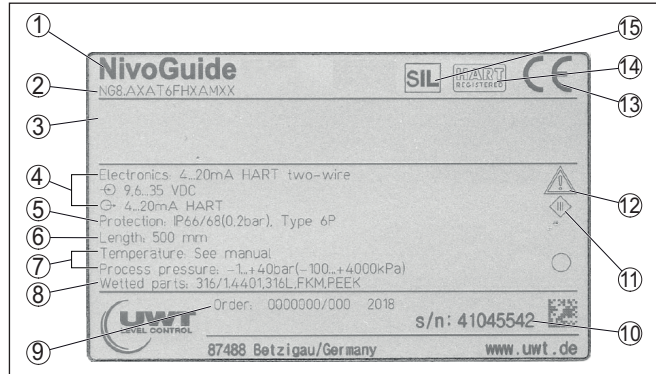 1
15
NivoGuide
SIL
HART
REGISTERED
CE
14
2
NG8.AXAT6FHXAMXX
13
3
4
Electronics: 4...20mA HART two-wire
9,6...35 VDC
4...20mA HART
12
5
Protection: IP66/68(0.2bar), Type 6P
6
Length: 500 mm
7
Temperature: See manual
11
Process pressure: -1...+40bar(-100...+4000kPa)
8
Wetted parts: 316/1.4401,316L,FKM,PEEK
Order: 0000000/000 2018
UWT
LEVEL CONTROL
s/n: 41045542
10
9
87488 Betzigau/Germany
www.uwt.de